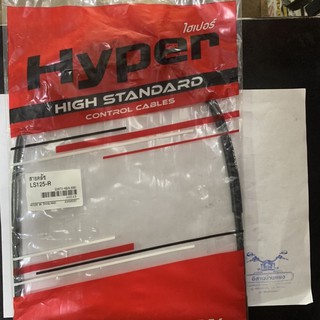 ไฮเปอร์
Hyper
HIGH STANDARD
CONTROL CABLES
สายคลัช
LS125-R